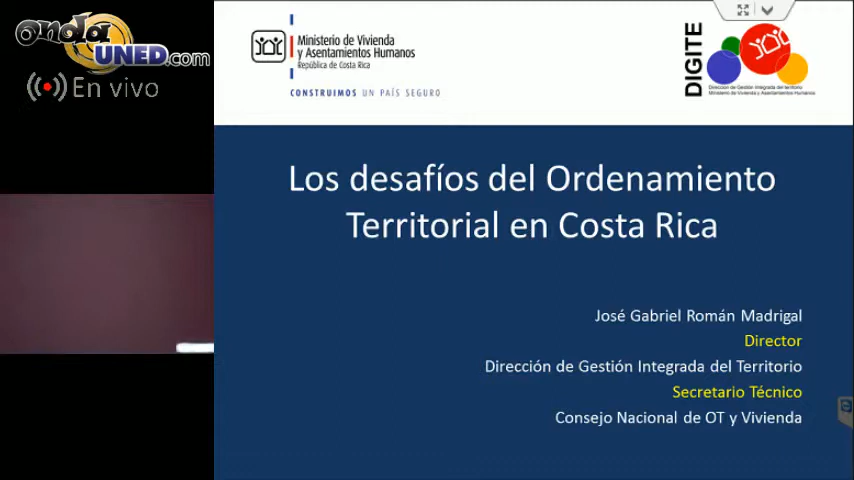 onda
UNED.com
En vivo
Ministerio de Vivienda
y Asentamientos Humanos
República de Costa Rica
CONSTRUIMOS UN PAÍS SEGURO
DIGITE
Dirección de Gestión Integrada del territorio
Ministerio de Vivienda y Asentamientos Humanos
Los desafíos del Ordenamiento
Territorial en Costa Rica
José Gabriel Román Madrigal
Director
Dirección de Gestión Integrada del Territorio
Secretario Técnico
Consejo Nacional de OT y Vivienda